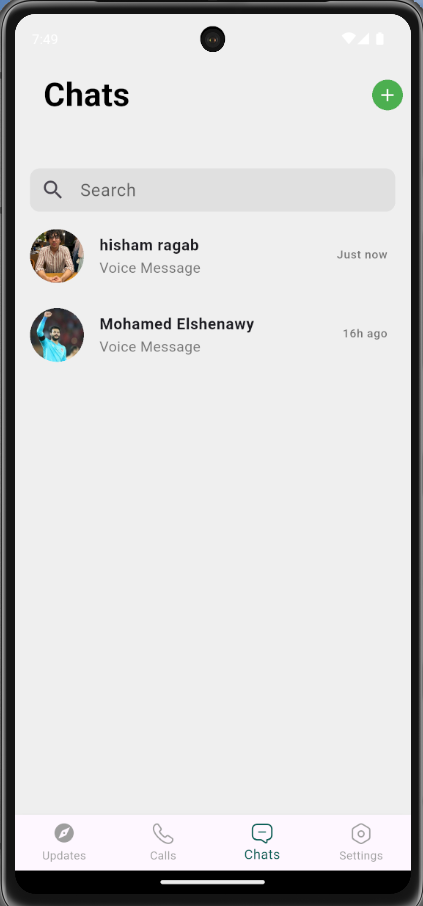 7:49
Chats
Search
hisham ragab
Just now
Voice Message
Mohamed Elshenawy
16h ago
Voice Message
Updates
Calls
Chats
Settings